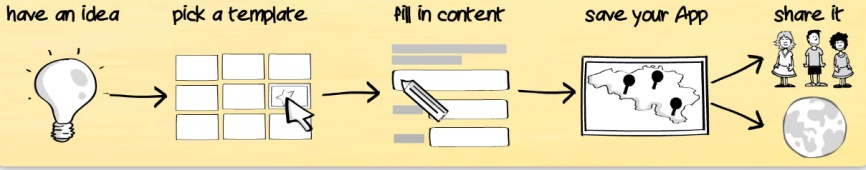 have an idea
pick a template
fill in content
save your App
share it